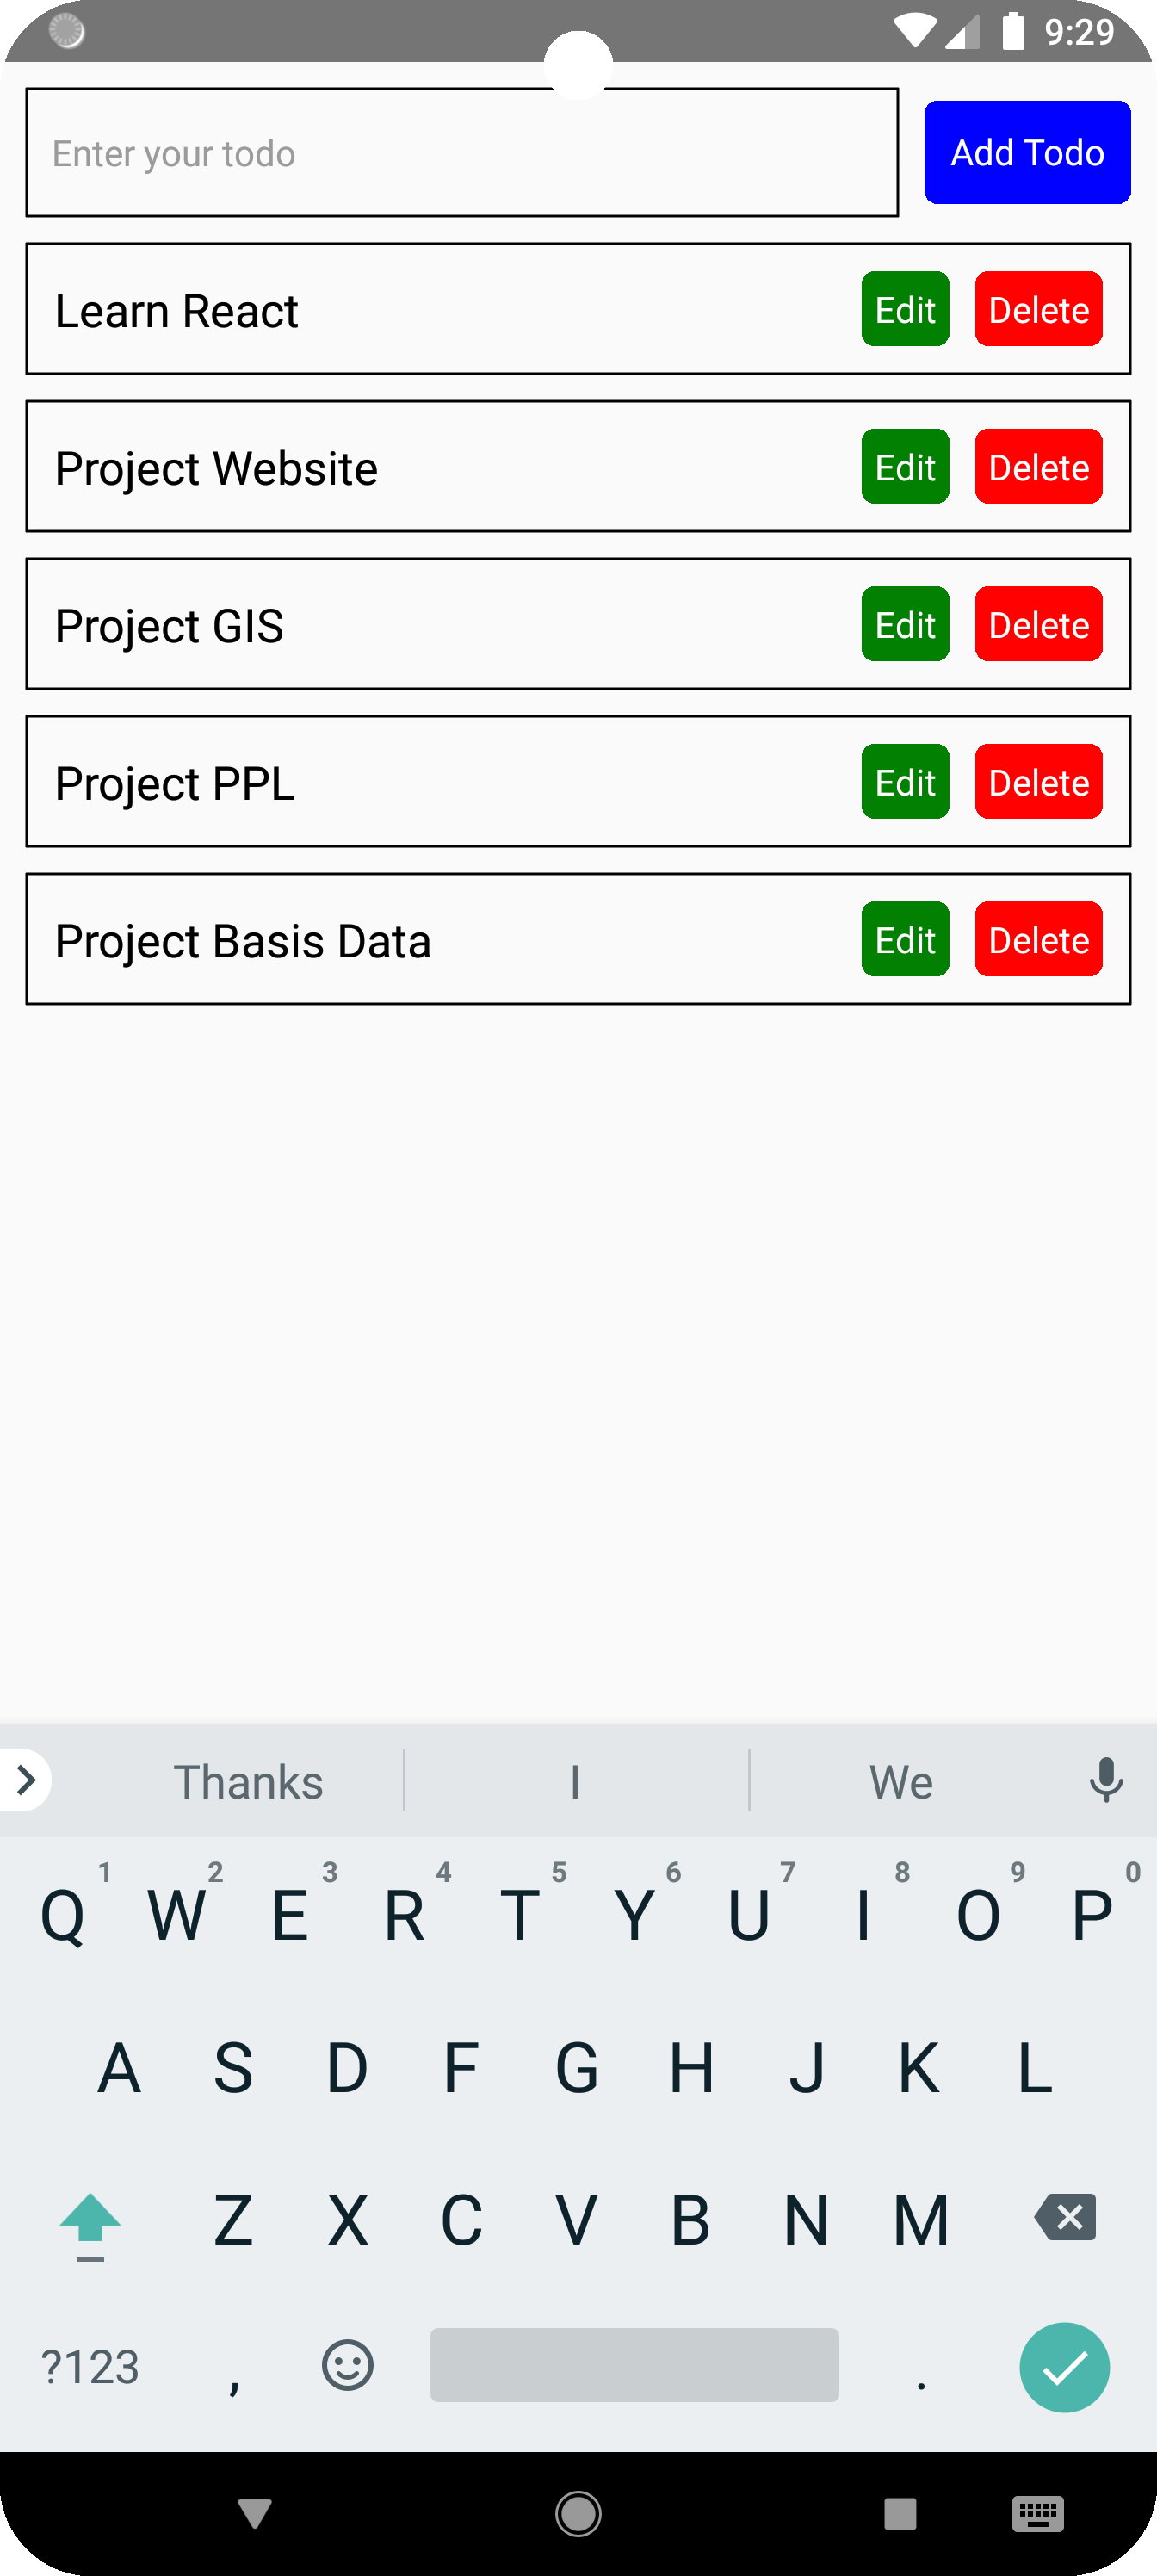 9:29
Enter your todo Add Todo
Learn React Edit Delete
Project Website Edit Delete
Project GIS Edit Delete
Project PPL Edit Delete
Project Basis Data Edit Delete
Thanks I We
1 2 3 4 5 6 7 8 9 0
Q W E R T Y U I O P
A S D F G H J K L
Z X C V B N M
?123 , .